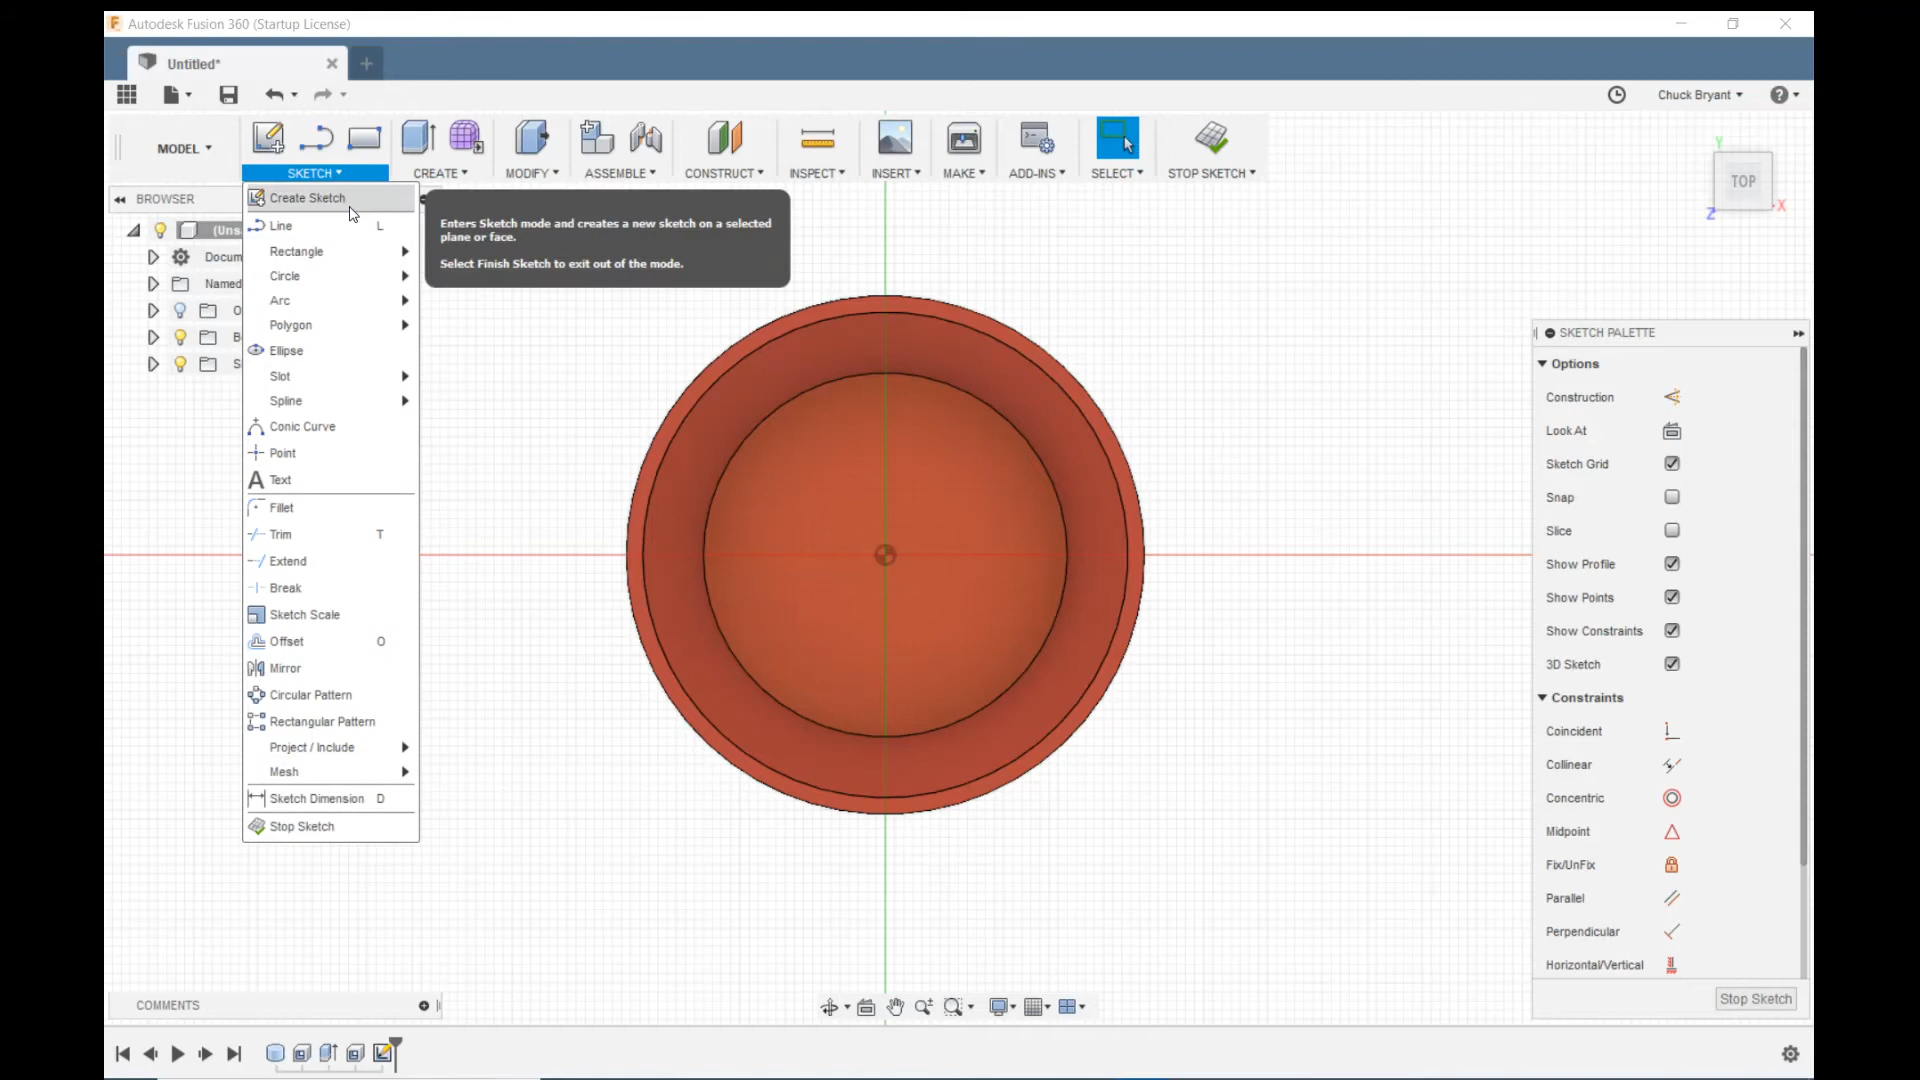 Autodesk Fusion 360 (Startup License)
Untitled*
Chuck Bryant
MODEL
SKETCH
CREATE
MODIFY
ASSEMBLE
CONSTRUCT
INSPECT
INSERT
MAKE
ADD-INS
SELECT
STOP SKETCH
BROWSER
(Uns
Docum
Named
O
B
S
Create Sketch
Line L
Rectangle
Circle
Arc
Polygon
Ellipse
Slot
Spline
Conic Curve
Point
Text
Fillet
Trim T
Extend
Break
Sketch Scale
Offset O
Mirror
Circular Pattern
Rectangular Pattern
Project / Include
Mesh
Sketch Dimension D
Stop Sketch
Enters Sketch mode and creates a new sketch on a selected
plane or face.
Select Finish Sketch to exit out of the mode.
Y
TOP
X
Z
SKETCH PALETTE
Options
Construction
Look At
Sketch Grid
Snap
Slice
Show Profile
Show Points
Show Constraints
3D Sketch
Constraints
Coincident
Collinear
Concentric
Midpoint
Fix/UnFix
Parallel
Perpendicular
Horizontal/Vertical
Stop Sketch
COMMENTS